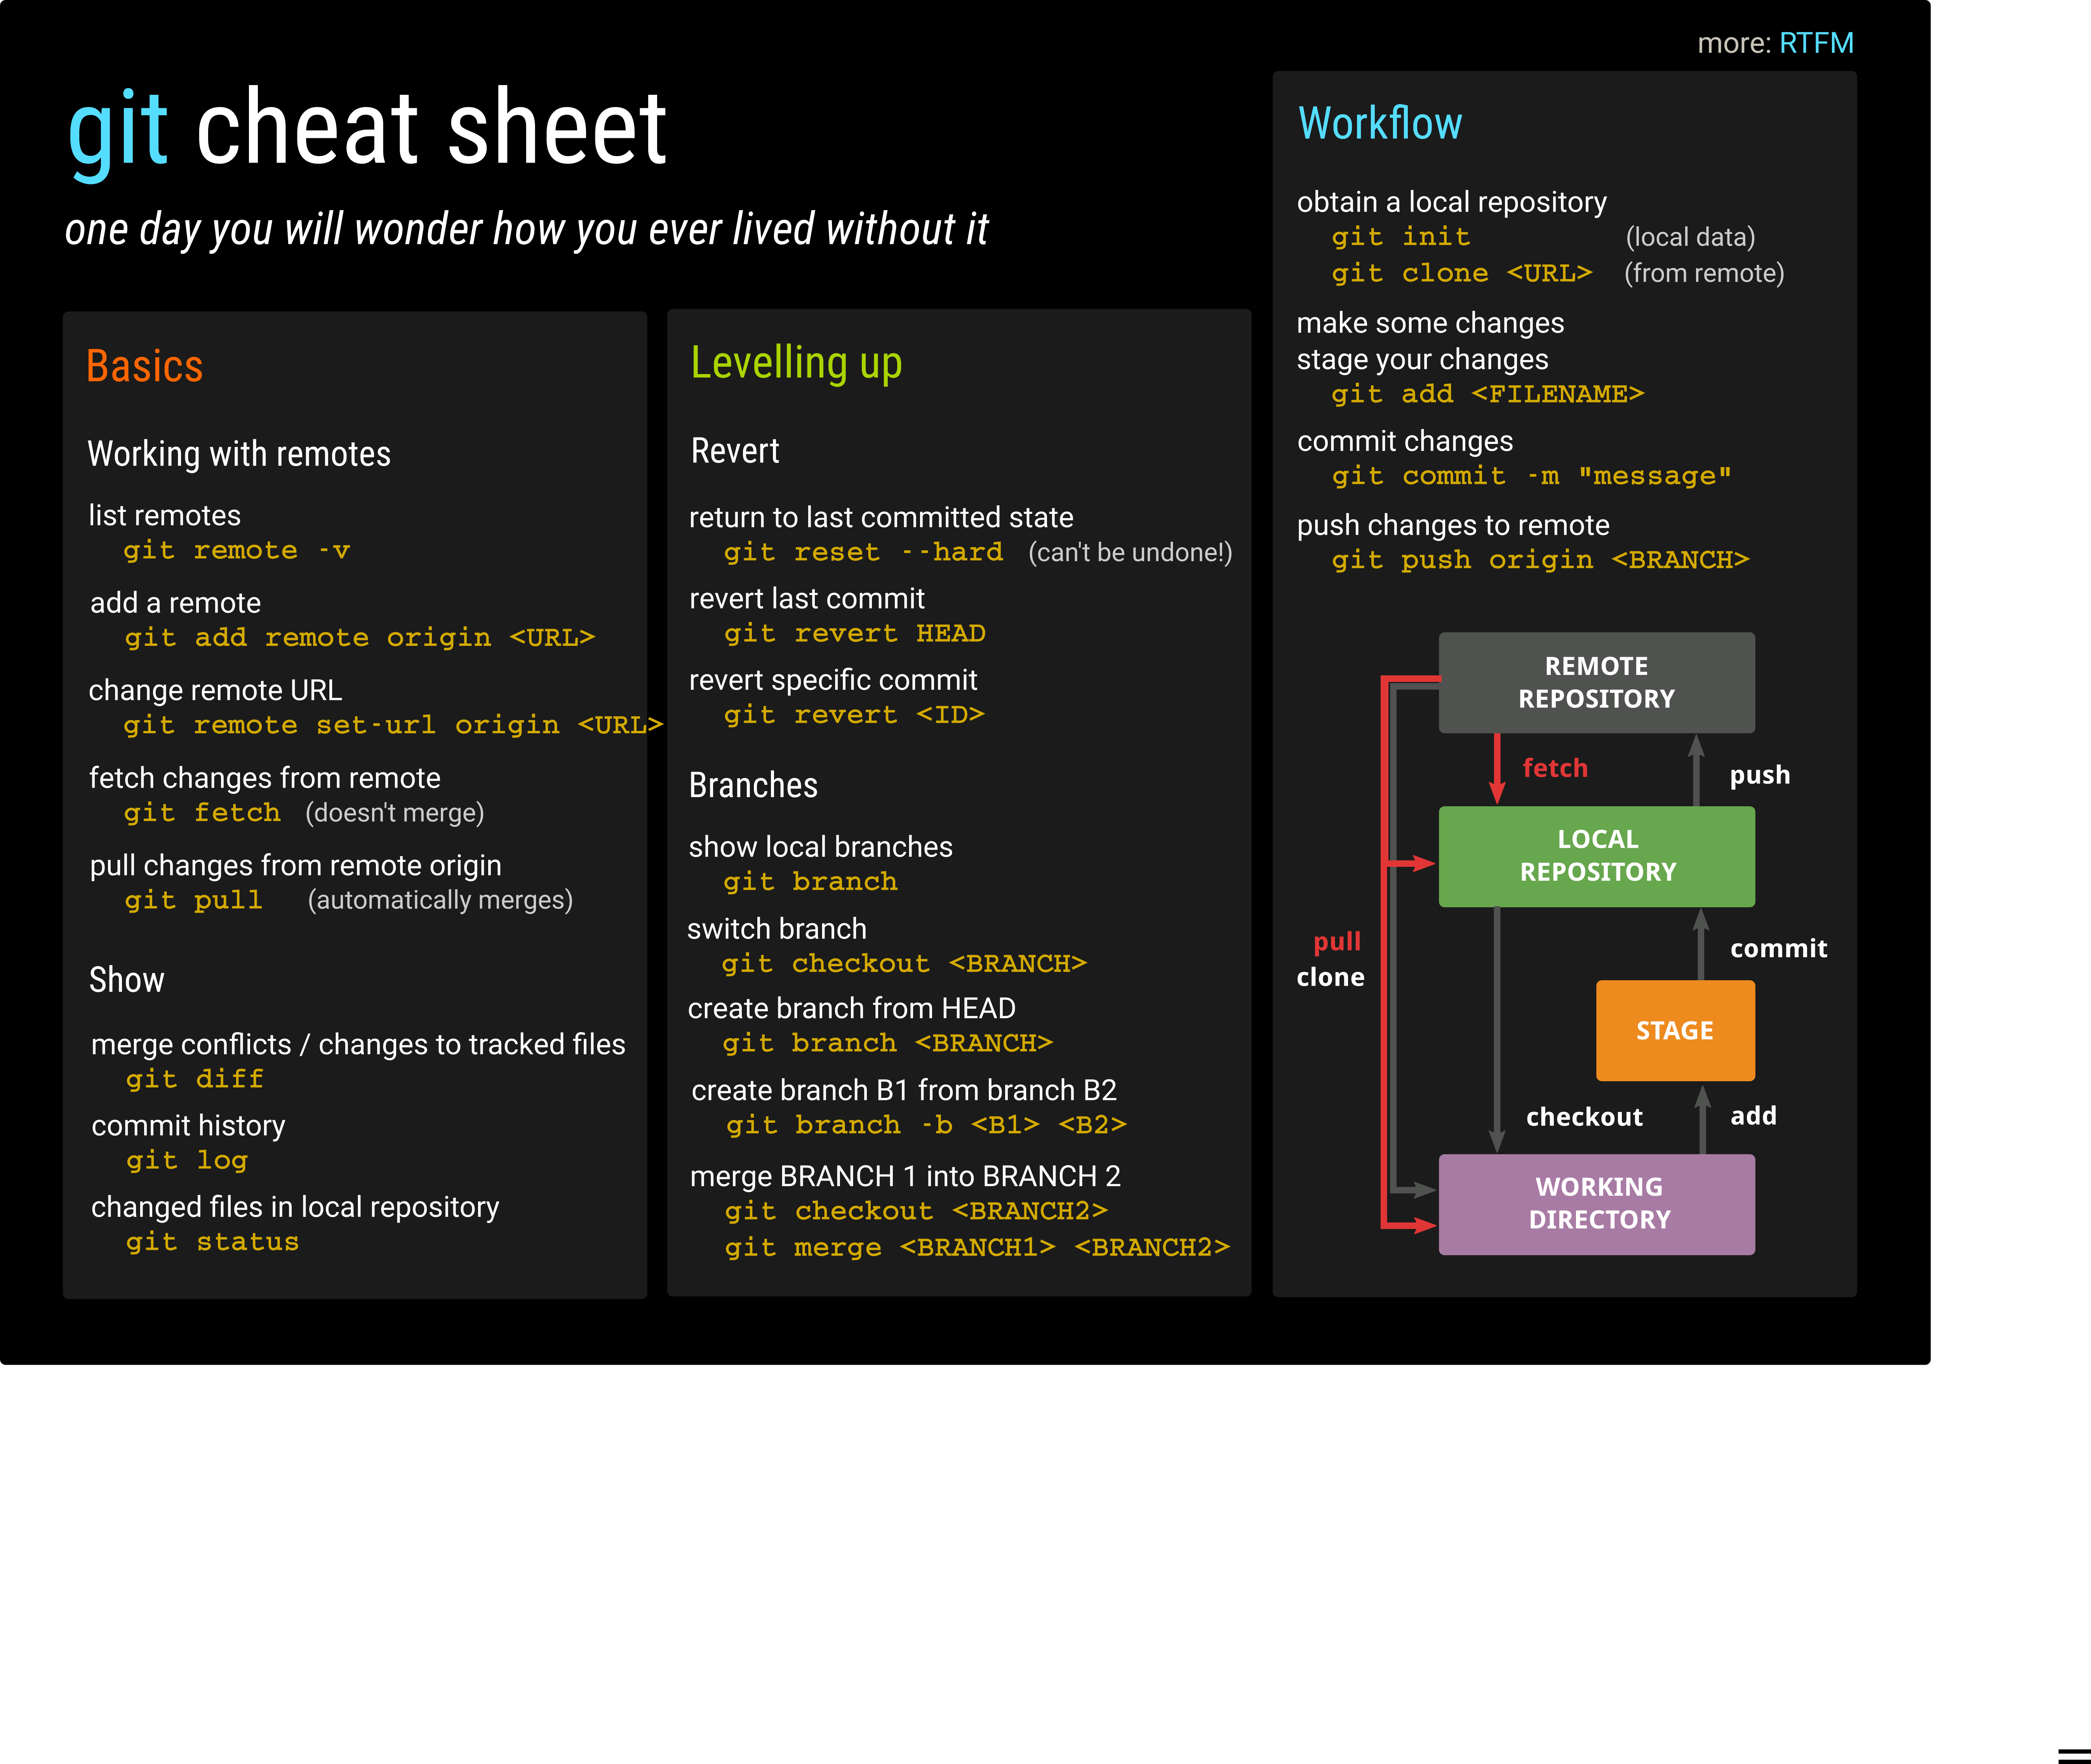 more: RTFM
git cheat sheet
one day you will wonder how you ever lived without it
Basics
Working with remotes
list remotes
git remote -v
add a remote
git add remote origin <URL>
change remote URL
git remote set-url origin <URL>
fetch changes from remote
git fetch (doesn't merge)
pull changes from remote origin
git pull (automatically merges)
Show
merge conflicts / changes to tracked files
git diff
commit history
git log
changed files in local repository
git status
Levelling up
Revert
return to last committed state
git reset --hard (can't be undone!)
revert last commit
git revert HEAD
revert specific commit
git revert <ID>
Branches
show local branches
git branch
switch branch
git checkout <BRANCH>
create branch from HEAD
git branch <BRANCH>
create branch B1 from branch B2
git branch -b <B1> <B2>
merge BRANCH 1 into BRANCH 2
git checkout <BRANCH2>
git merge <BRANCH1> <BRANCH2>
Workflow
obtain a local repository
git init (local data)
git clone <URL> (from remote)
make some changes
stage your changes
git add <FILENAME>
commit changes
git commit -m "message"
push changes to remote
git push origin <BRANCH>
REMOTE
REPOSITORY
fetch
push
LOCAL
REPOSITORY
pull
clone
commit
STAGE
checkout
add
WORKING
DIRECTORY